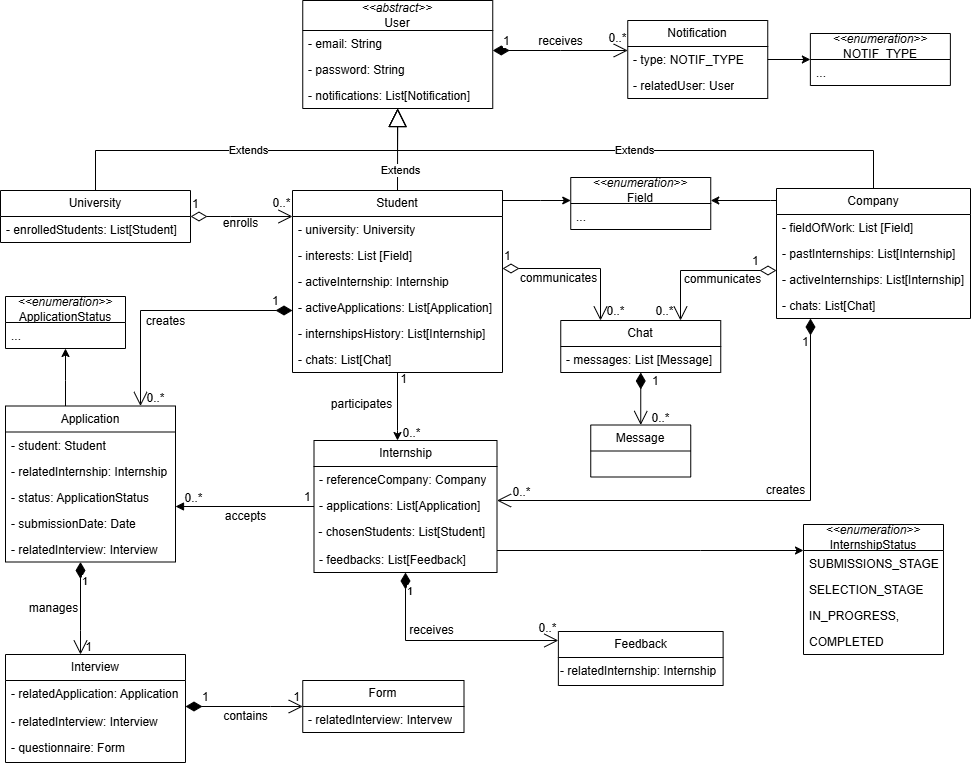 <<abstract>>
User
- email: String
- password: String
- notifications: List[Notification]
1
receives
0..*
Notification
- type: NOTIF_TYPE
- relatedUser: User
<<enumeration>>
NOTIF_TYPE
...
Extends
Extends
Extends
University
- enrolledStudents: List[Student]
1
enrolls
0..*
Student
- university: University
- interests: List [Field]
- activeInternship: Internship
- activeApplications: List[Application]
- internshipsHistory: List[Internship]
- chats: List[Chat]
<<enumeration>>
Field
...
Company
- fieldOfWork: List [Field]
- pastInternships: List[Internship]
- activeInternships: List[Internship]
- chats: List[Chat]
1
communicates
0..*
1
communicates
0..*
Chat
- messages: List [Message]
1
0..*
Message
<<enumeration>>
ApplicationStatus
...
1
creates
0..*
Application
- student: Student
- relatedInternship: Internship
- status: ApplicationStatus
- submissionDate: Date
- relatedInterview: Interview
1
participates
0..*
Internship
- referenceCompany: Company
- applications: List[Application]
- chosenStudents: List[Student]
- feedbacks: List[Feedback]
1
accepts
0..*
1
creates
0..*
<<enumeration>>
InternshipStatus
SUBMISSIONS_STAGE
SELECTION_STAGE
IN_PROGRESS,
COMPLETED
1
manages
1
1
receives
0..*
Feedback
- relatedInternship: Internship
Interview
- relatedApplication: Application
- relatedInterview: Interview
- questionnaire: Form
1
contains
1
Form
- relatedInterview: Intervew